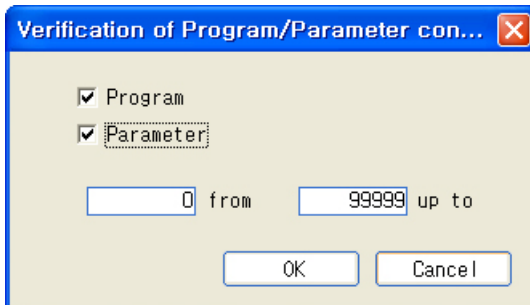 Verification of Program/Parameter con...
Program
Parameter
0 from 99999 up to
OK Cancel